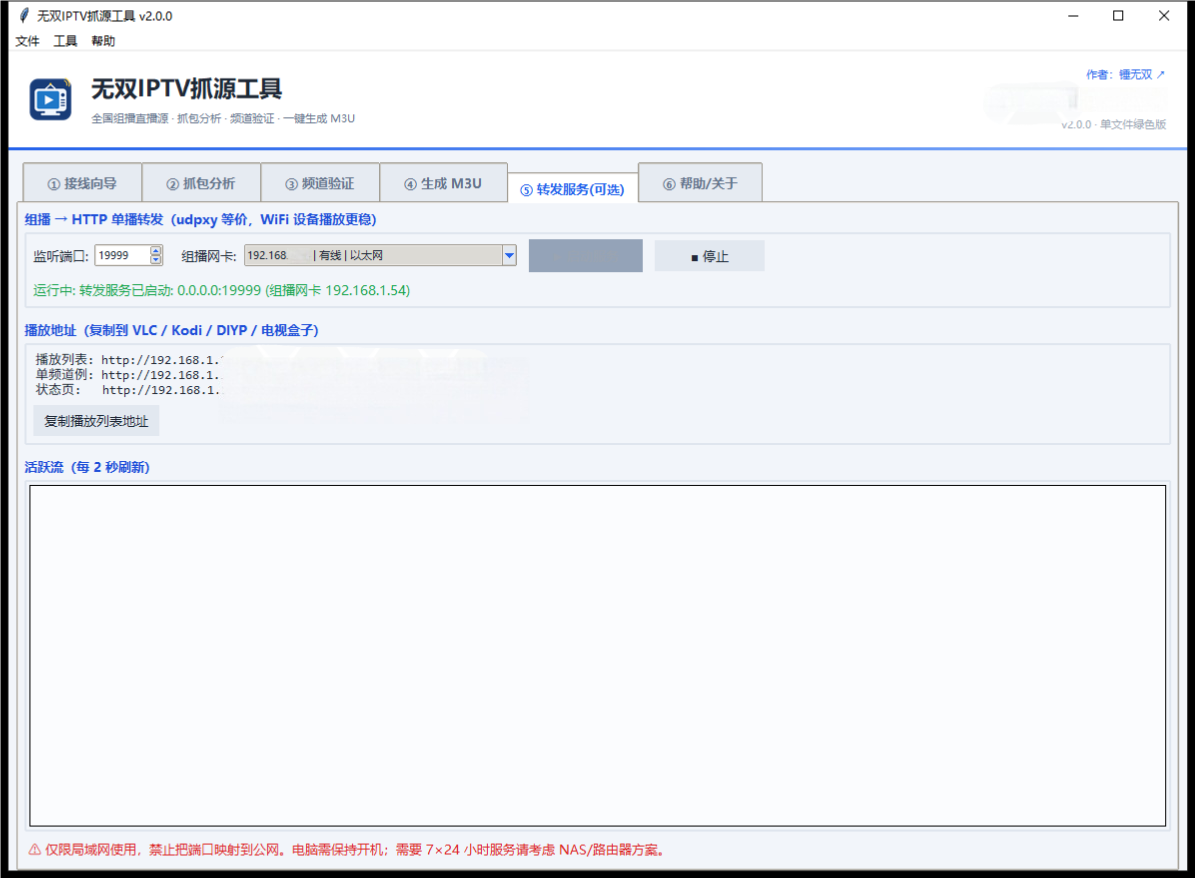 无双IPTV抓源工具 v2.0.0
文件 工具 帮助
无双IPTV抓源工具
全国组播直播源 · 抓包分析 · 频道验证 · 一键生成 M3U
作者：锤无双 ↗
v2.0.0 · 单文件绿色版
① 接线向导 ② 抓包分析 ③ 频道验证 ④ 生成 M3U ⑤ 转发服务(可选) ⑥ 帮助/关于
组播 → HTTP 单播转发（udpxy 等价，WiFi 设备播放更稳）
监听端口: 19999 组播网卡: 192.168. | 有线 | 以太网 ■ 停止
运行中: 转发服务已启动: 0.0.0.0:19999 (组播网卡 192.168.1.54)
播放地址（复制到 VLC / Kodi / DIYP / 电视盒子）
播放列表: http://192.168.1.
单频道例: http://192.168.1.
状态页: http://192.168.1.
复制播放列表地址
活跃流（每 2 秒刷新）
⚠ 仅限局域网使用，禁止把端口映射到公网。电脑需保持开机；需要 7×24 小时服务请考虑 NAS/路由器方案。